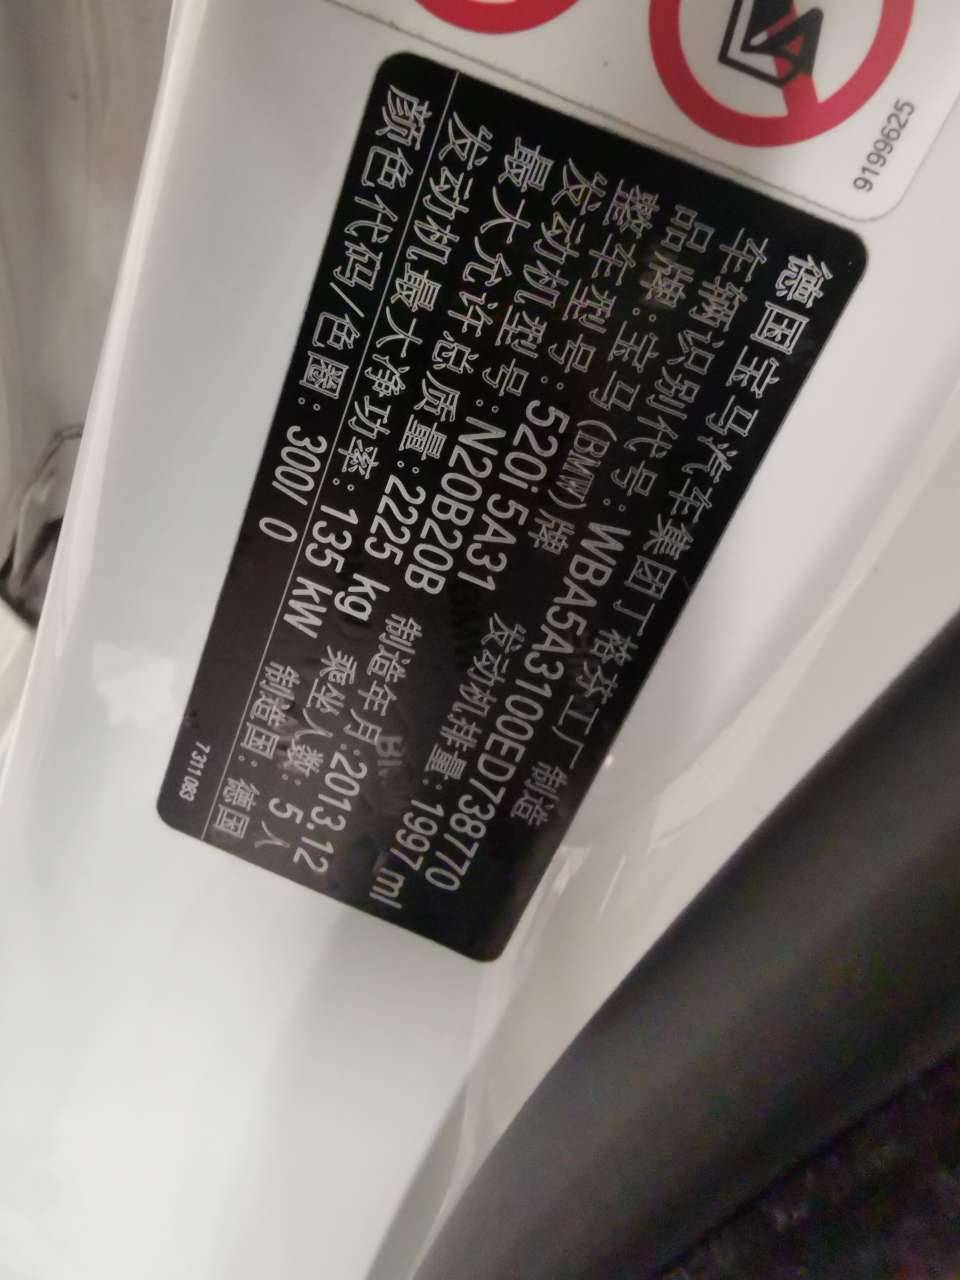 9199625
德国宝马汽车集团丁格芬工厂 制造
车辆识别代号:WBA5A3100ED738770
品牌:宝马(BMW)牌 发动机排量:1997 ml
整车型号:520i 5A31
发动机型号:N20B20B 制造年月:2013.12
最大允许总质量:2225 kg 乘坐人数:5人
发动机最大净功率:135 kW 制造国:德国
颜色代码/色圈:300/ 0
7311083